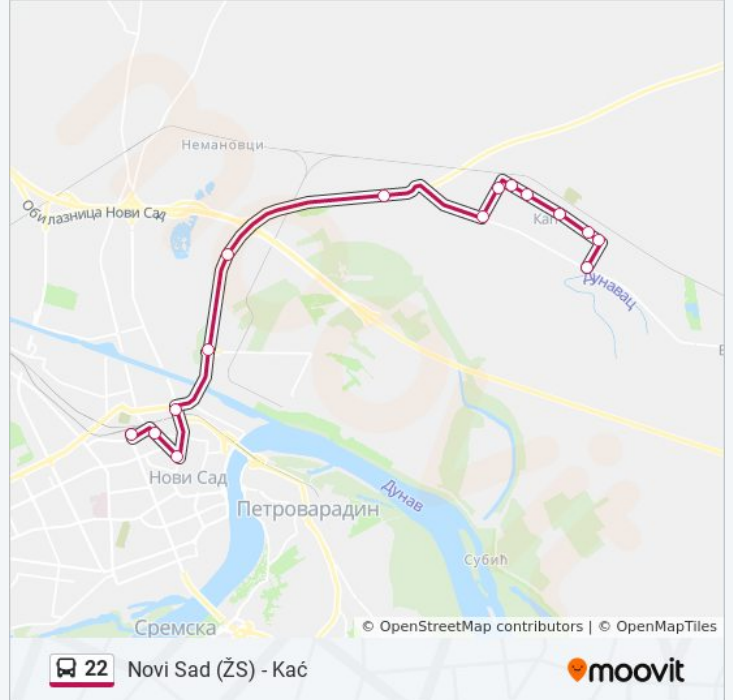 Немановци
Обилазница Нови Сад
Дунавац
Нови Сад
Дунав
Петроварадин
Субић
Сремска
© OpenStreetMap contributors | © OpenMapTiles
22 Novi Sad (ŽS) - Kać
moovit